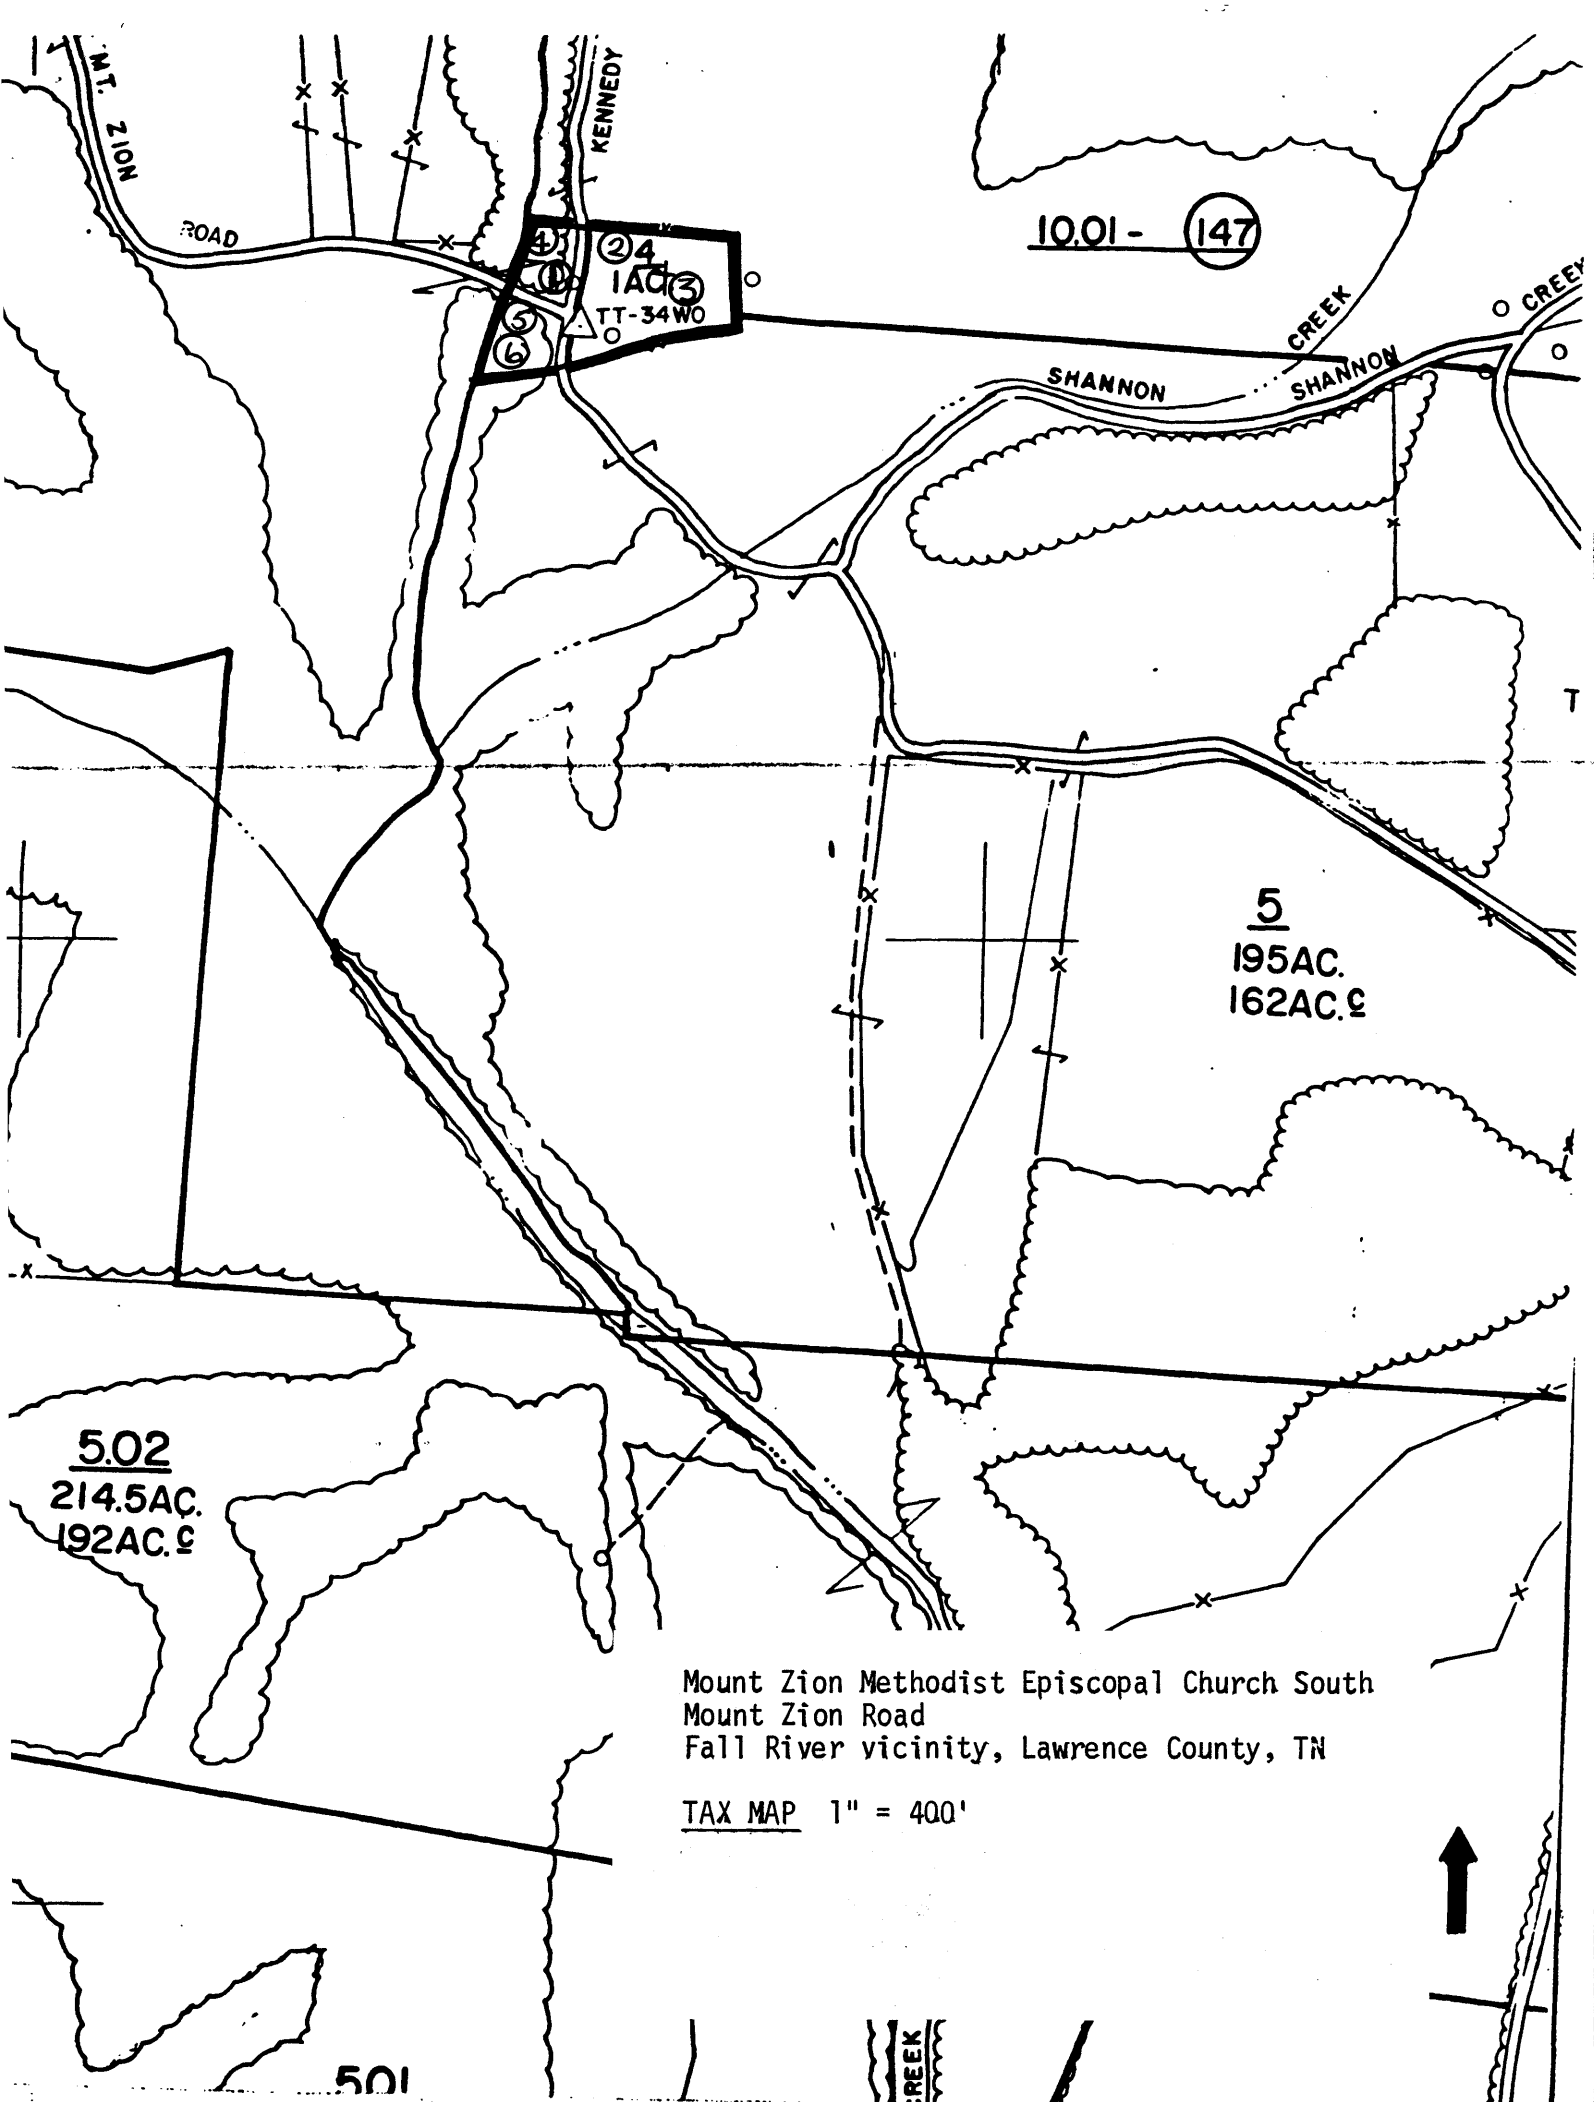 MT. ZION
ROAD
KENNEDY
10.01 - 147
4
2
4
1
1AC
3
5
TT-34WO
6
CREEK
CREEK
SHANNON
SHANNON
T
5
195AC.
162AC.C
5.02
214.5AC.
192AC.C
Mount Zion Methodist Episcopal Church South
Mount Zion Road
Fall River vicinity, Lawrence County, TN
TAX MAP 1" = 400'
5.01
CREEK